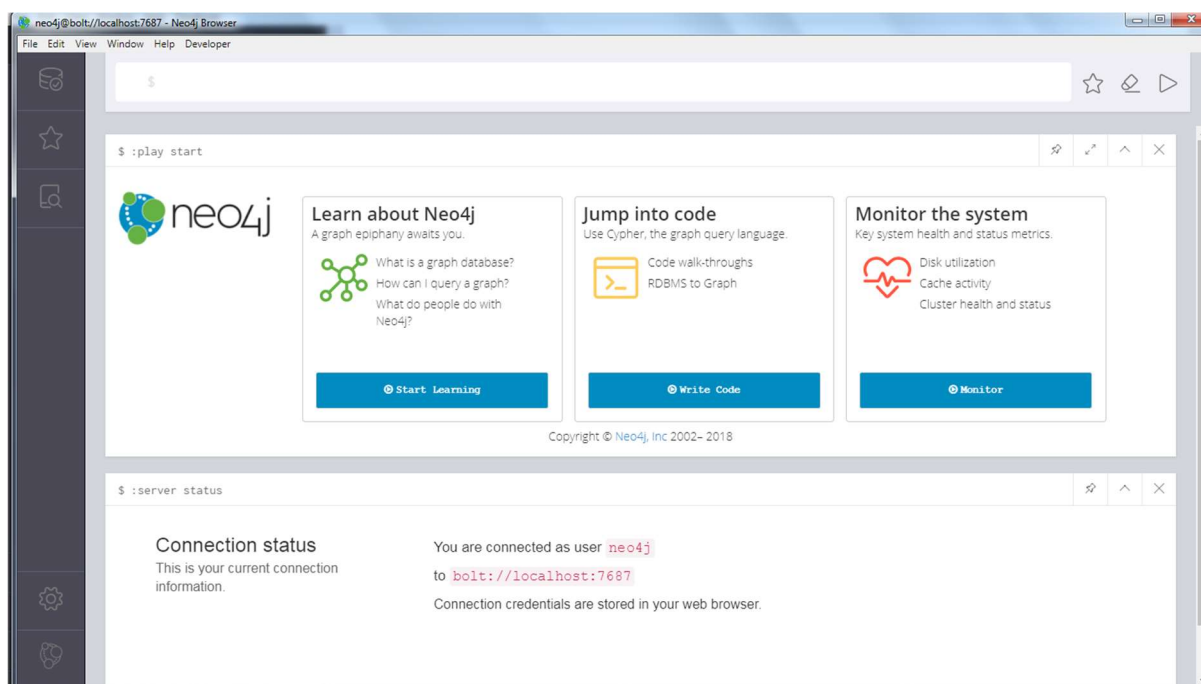 neo4j@bolt://localhost:7687 - Neo4j Browser
File Edit View Window Help Developer
$
$ :play start
neo4j
Learn about Neo4j
A graph epiphany awaits you.
What is a graph database?
How can I query a graph?
What do people do with
Neo4j?
Start Learning
Jump into code
Use Cypher, the graph query language.
Code walk-throughs
RDBMS to Graph
Write Code
Monitor the system
Key system health and status metrics.
Disk utilization
Cache activity
Cluster health and status
Monitor
Copyright © Neo4j, Inc 2002– 2018
$ :server status
Connection status
This is your current connection
information.
You are connected as user neo4j
to bolt://localhost:7687
Connection credentials are stored in your web browser.